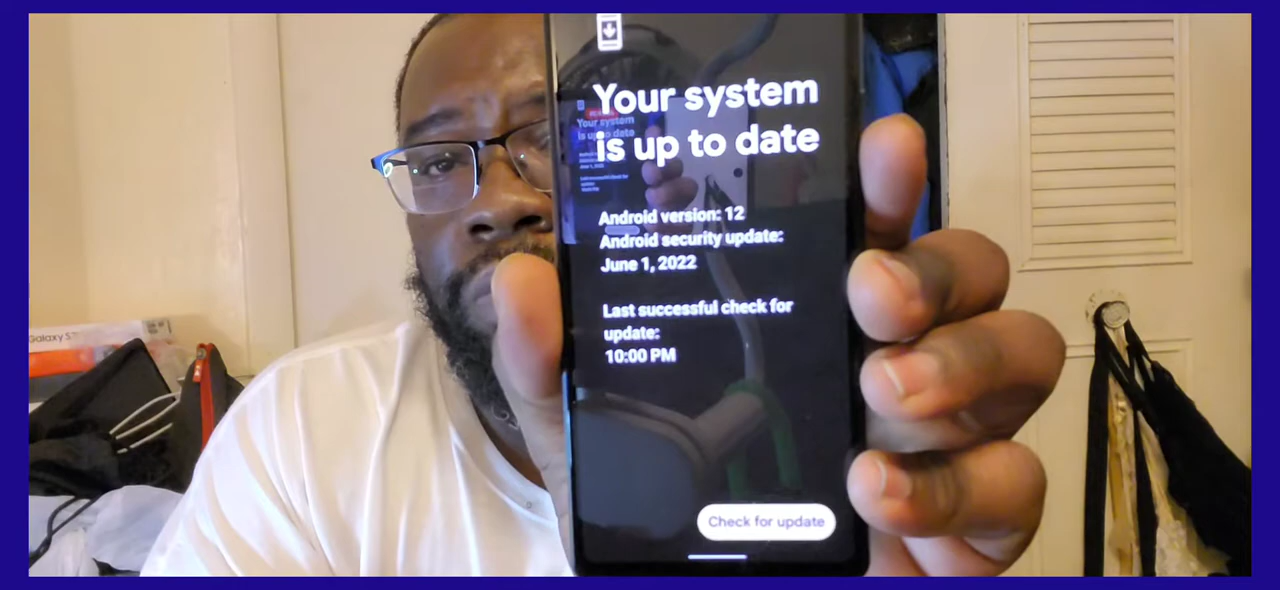 Your system
is up to date
Android version: 12
Android security update:
June 1, 2022
Last successful check for
update:
10:00 PM
Check for update
Galaxy S